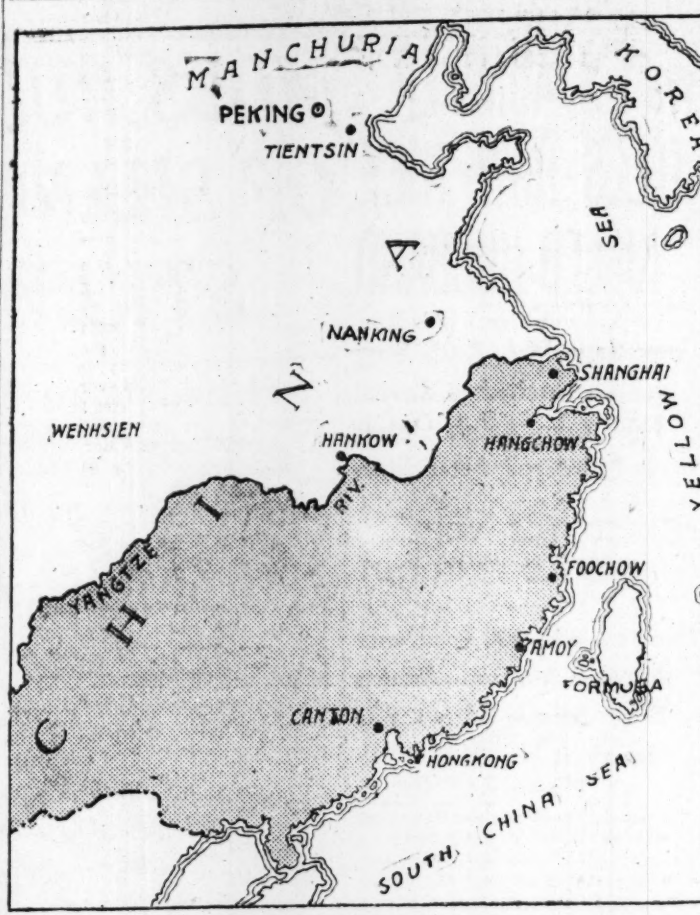 MANCHURIA
KOREA
PEKING
TIENTSIN
SEA
NANKING
SHANGHAI
YELLOW
WENHSIEN
HANKOW
HANGCHOW
RIV.
YANGTZE
CHINA
FOOCHOW
AMOY
FORMOSA
CANTON
HONGKONG
SOUTH CHINA SEA